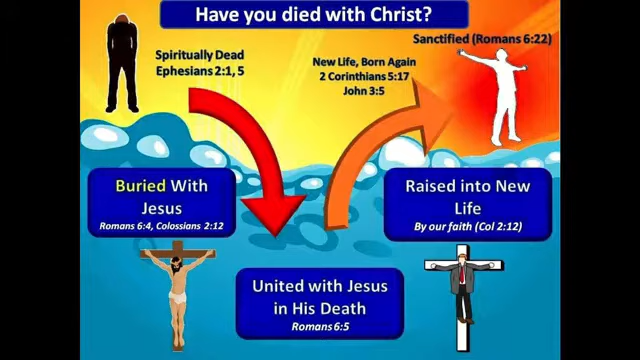 Have you died with Christ?
Spiritually Dead
Ephesians 2:1, 5
New Life, Born Again
2 Corinthians 5:17
John 3:5
Sanctified (Romans 6:22)
Buried With
Jesus
Romans 6:4, Colossians 2:12
United with Jesus
in His Death
Romans 6:5
Raised into New
Life
By our faith (Col 2:12)